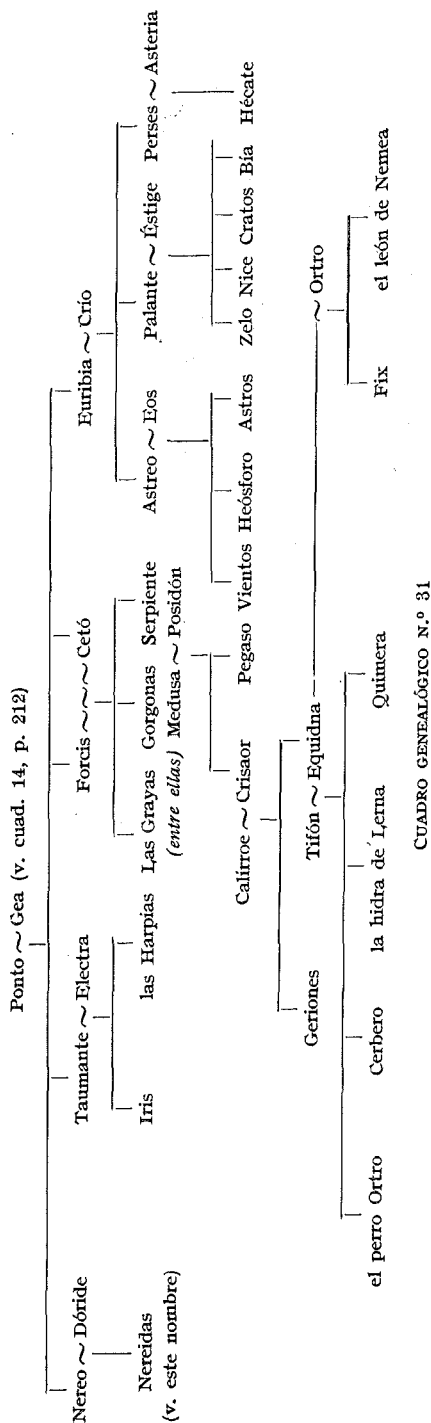 Ponto ~ Gea (v. cuad. 14, p. 212)
Nereo ~ Dóride Taumante ~ Electra Forcis ~~~ Cetó Euribia ~ Crío
Nereidas Iris las Harpías Las Grayas Gorgonas Serpiente Astreo ~ Eos Palante ~ Éstige Perses ~ Asteria
(v. este nombre) (entre ellas) Medusa ~ Posidón
Calírroe ~ Crisaor Pegaso Vientos Heósforo Astros Zelo Nice Cratos Bía Hécate
Geriones Tifón ~ Equidna ~ Ortro
el perro Ortro Cerbero la hidra de Lerna Quimera Fix el león de Nemea
CUADRO GENEALÓGICO N.º 31